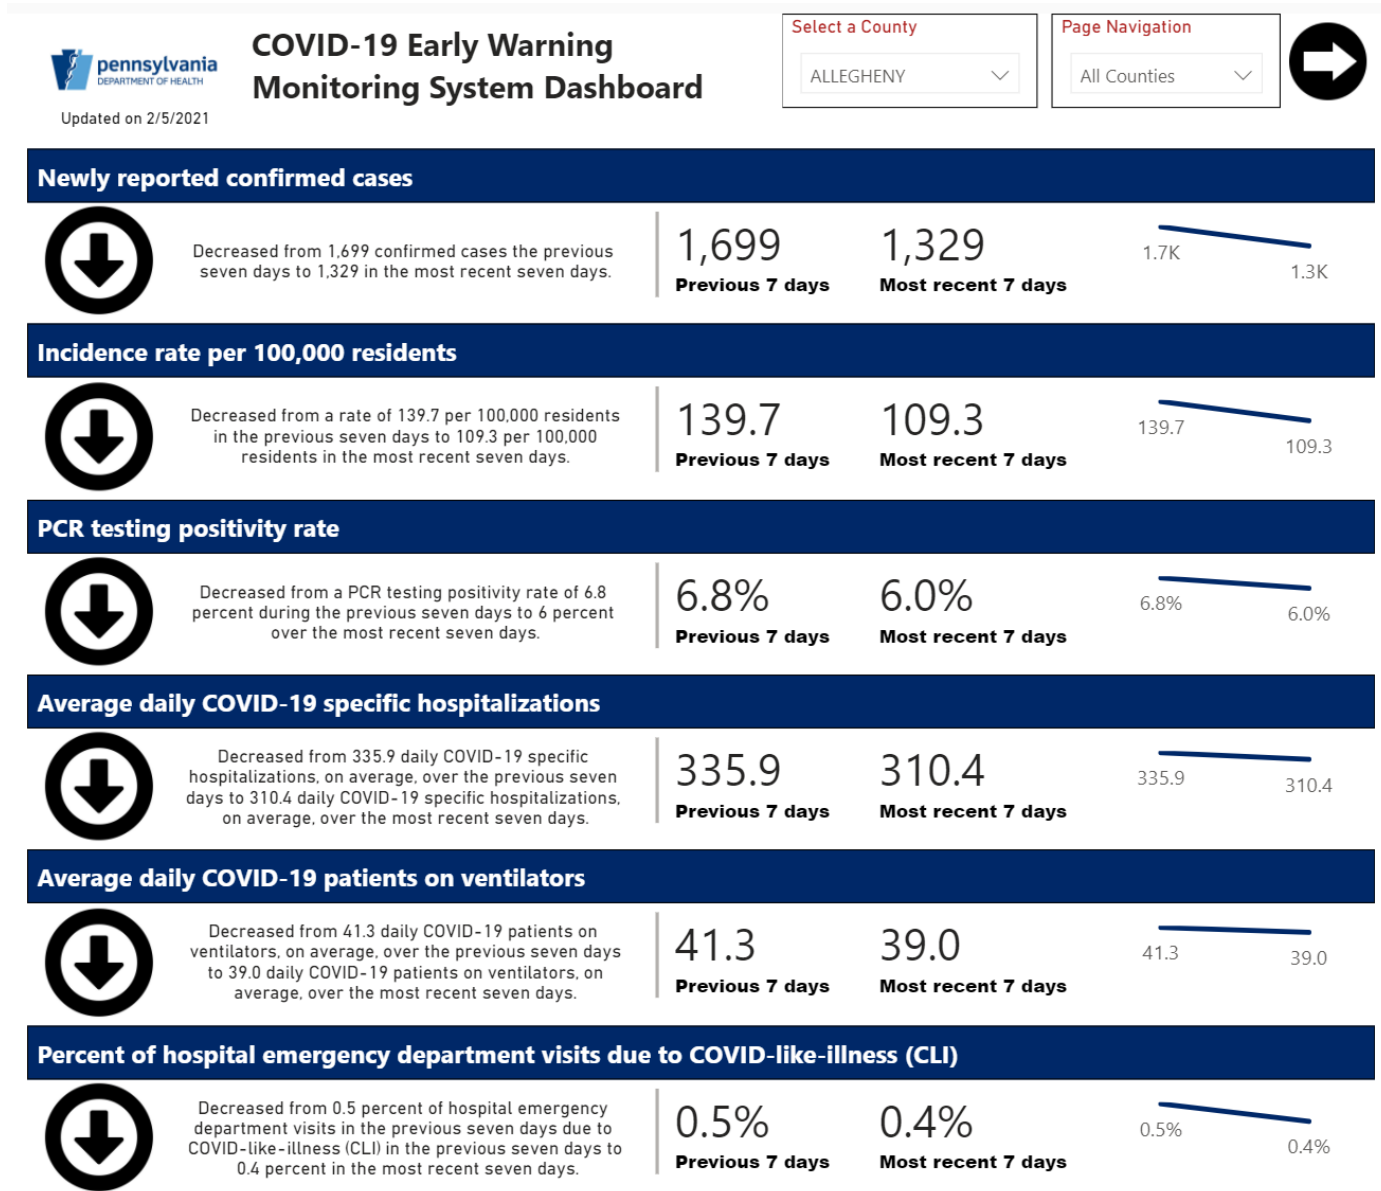 pennsylvania
DEPARTMENT OF HEALTH
Updated on 2/5/2021
COVID-19 Early Warning
Monitoring System Dashboard
Select a County
ALLEGHENY
Page Navigation
All Counties
Newly reported confirmed cases
Decreased from 1,699 confirmed cases the previous
seven days to 1,329 in the most recent seven days.
1,699
Previous 7 days
1,329
Most recent 7 days
1.7K
1.3K
Incidence rate per 100,000 residents
Decreased from a rate of 139.7 per 100,000 residents
in the previous seven days to 109.3 per 100,000
residents in the most recent seven days.
139.7
Previous 7 days
109.3
Most recent 7 days
139.7
109.3
PCR testing positivity rate
Decreased from a PCR testing positivity rate of 6.8
percent during the previous seven days to 6 percent
over the most recent seven days.
6.8%
Previous 7 days
6.0%
Most recent 7 days
6.8%
6.0%
Average daily COVID-19 specific hospitalizations
Decreased from 335.9 daily COVID-19 specific
hospitalizations, on average, over the previous seven
days to 310.4 daily COVID-19 specific hospitalizations,
on average, over the most recent seven days.
335.9
Previous 7 days
310.4
Most recent 7 days
335.9
310.4
Average daily COVID-19 patients on ventilators
Decreased from 41.3 daily COVID-19 patients on
ventilators, on average, over the previous seven days
to 39.0 daily COVID-19 patients on ventilators, on
average, over the most recent seven days.
41.3
Previous 7 days
39.0
Most recent 7 days
41.3
39.0
Percent of hospital emergency department visits due to COVID-like-illness (CLI)
Decreased from 0.5 percent of hospital emergency
department visits in the previous seven days due to
COVID-like-illness (CLI) in the previous seven days to
0.4 percent in the most recent seven days.
0.5%
Previous 7 days
0.4%
Most recent 7 days
0.5%
0.4%